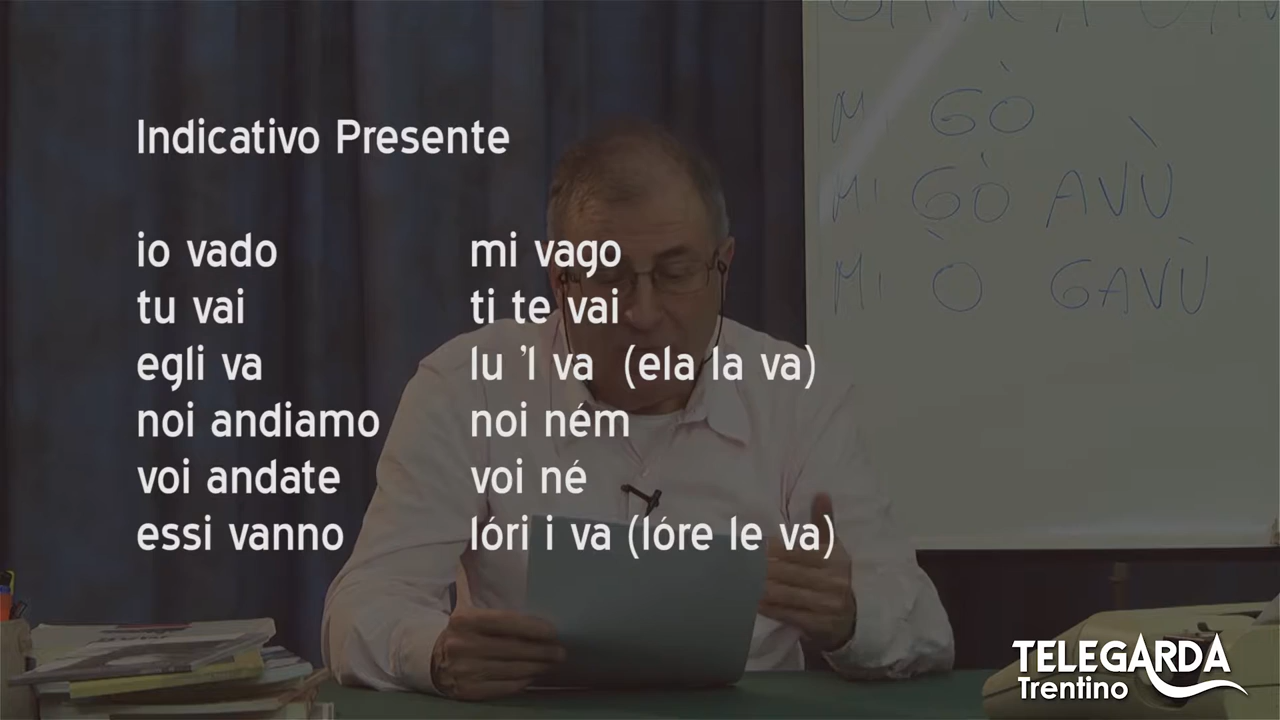 Indicativo Presente
io vado mi vago
tu vai ti te vai
egli va lu 'l va (ela la va)
noi andiamo noi ném
voi andate voi né
essi vanno lóri i va (lóre le va)
MI GÒ
MI GÒ AVÙ
MI Ò GAVÙ
TELEGARDA
Trentino